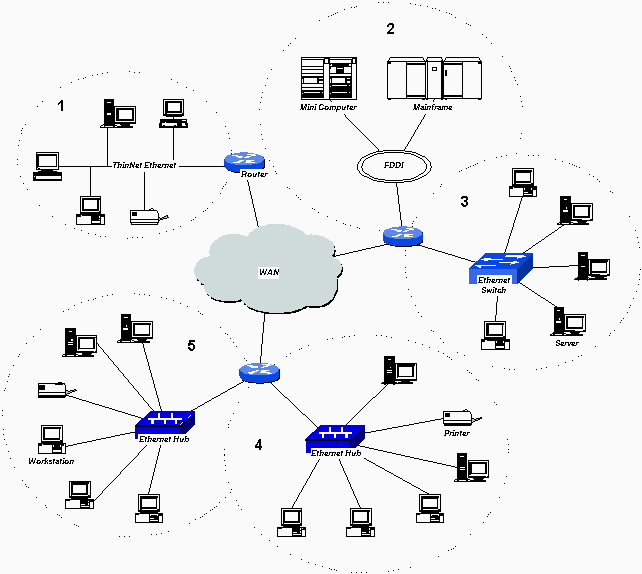 2
1
Mini Computer
Mainframe
ThinNet Ethernet
FDDI
Router
3
WAN
Ethernet
Switch
Server
5
Printer
Ethernet Hub
4
Ethernet Hub
Workstation